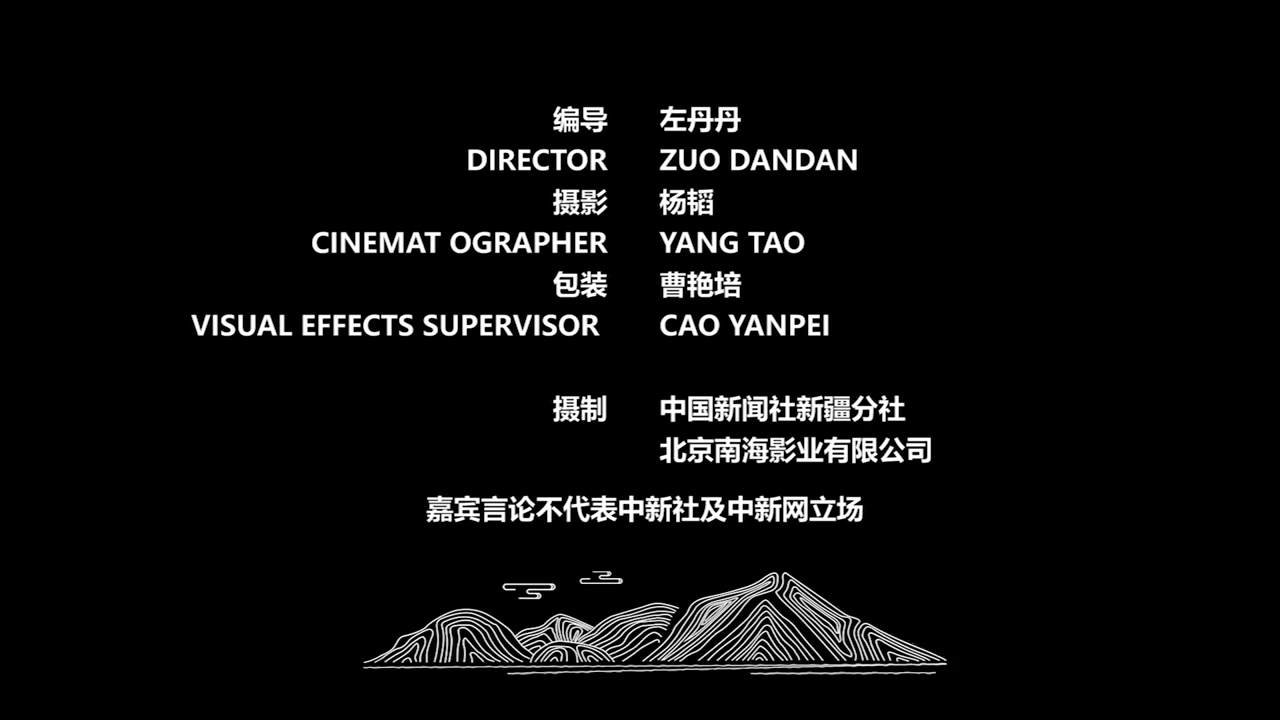 编导 左丹丹
DIRECTOR ZUO DANDAN
摄影 杨韬
CINEMAT OGRAPHER YANG TAO
包装 曹艳培
VISUAL EFFECTS SUPERVISOR CAO YANPEI
摄制 中国新闻社新疆分社
北京南海影业有限公司
嘉宾言论不代表中新社及中新网立场